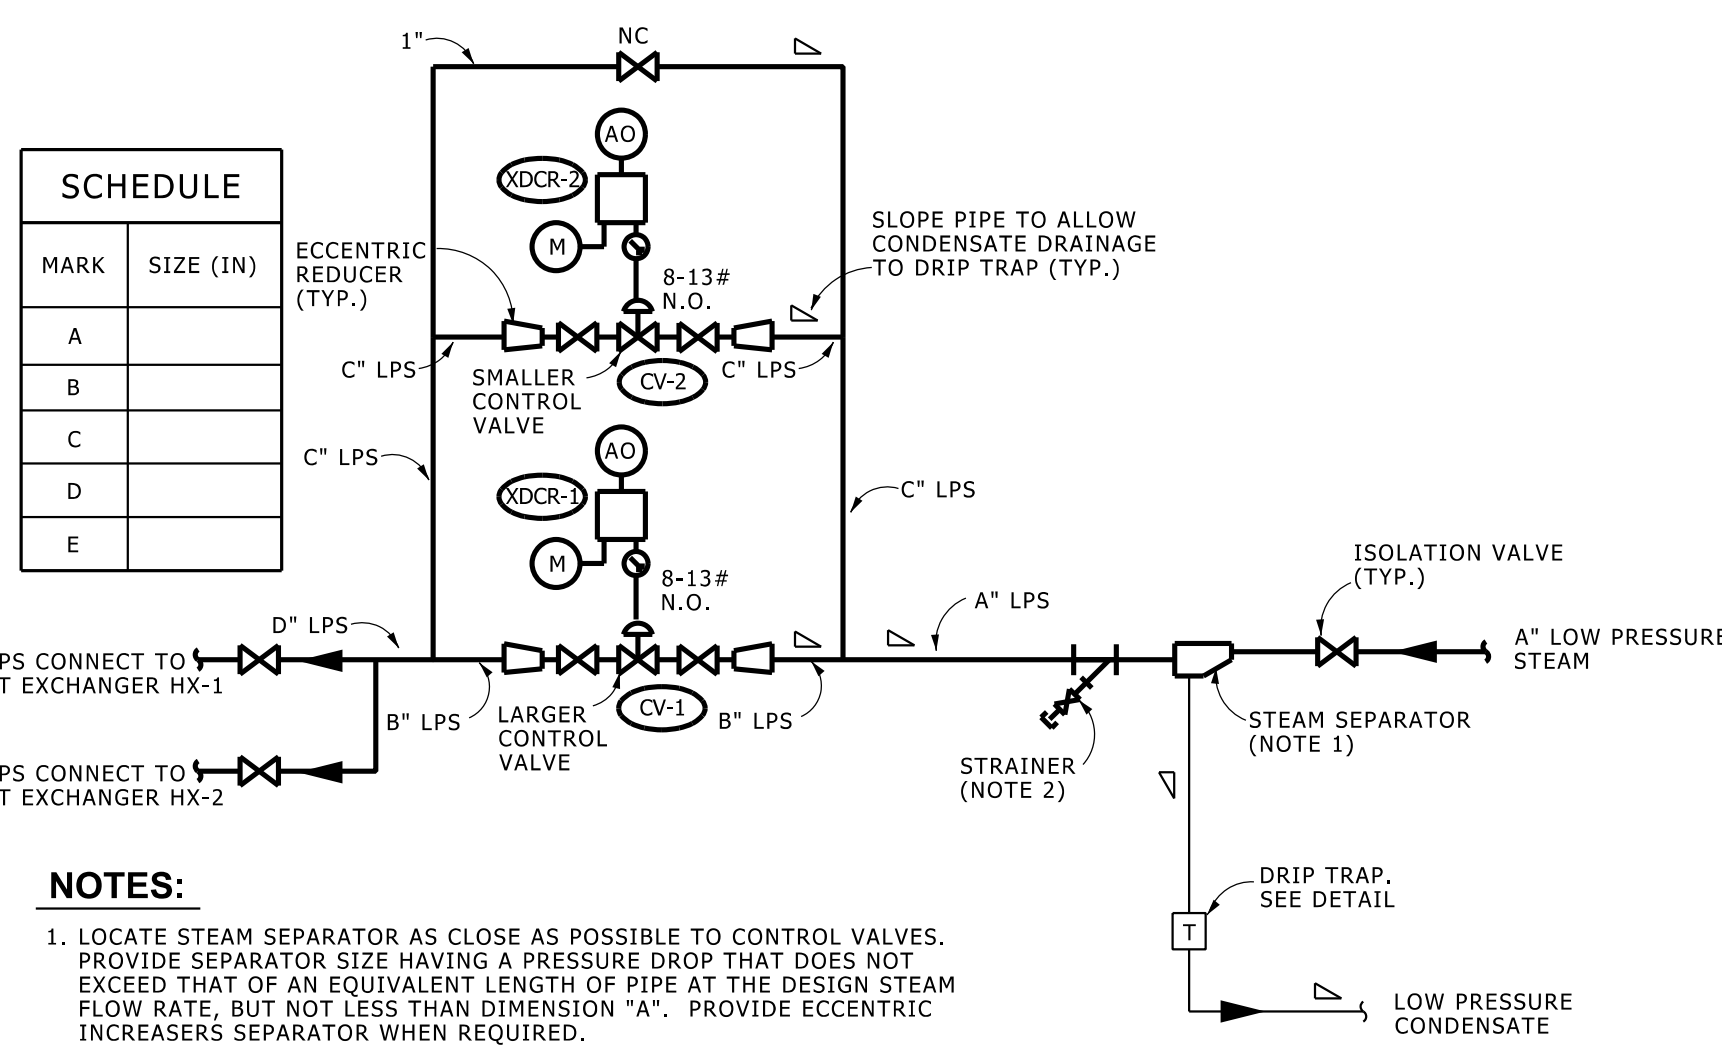 1"
NC
AO
XDCR-2
M
8-13#
N.O.
ECCENTRIC
REDUCER
(TYP.)
SLOPE PIPE TO ALLOW
CONDENSATE DRAINAGE
TO DRIP TRAP (TYP.)
SCHEDULE
MARK SIZE (IN)
A
B
C
D
E
C" LPS
SMALLER
CONTROL
VALVE
CV-2
C" LPS
C" LPS
AO
XDCR-1
M
8-13#
N.O.
C" LPS
ISOLATION VALVE
(TYP.)
A" LPS
D" LPS
PS CONNECT TO
T EXCHANGER HX-1
A" LOW PRESSURE
STEAM
B" LPS
LARGER
CONTROL
VALVE
CV-1
B" LPS
STEAM SEPARATOR
(NOTE 1)
STRAINER
(NOTE 2)
PS CONNECT TO
T EXCHANGER HX-2
DRIP TRAP.
SEE DETAIL
T
LOW PRESSURE
CONDENSATE
NOTES:
1. LOCATE STEAM SEPARATOR AS CLOSE AS POSSIBLE TO CONTROL VALVES.
PROVIDE SEPARATOR SIZE HAVING A PRESSURE DROP THAT DOES NOT
EXCEED THAT OF AN EQUIVALENT LENGTH OF PIPE AT THE DESIGN STEAM
FLOW RATE, BUT NOT LESS THAN DIMENSION "A". PROVIDE ECCENTRIC
INCREASERS SEPARATOR WHEN REQUIRED.